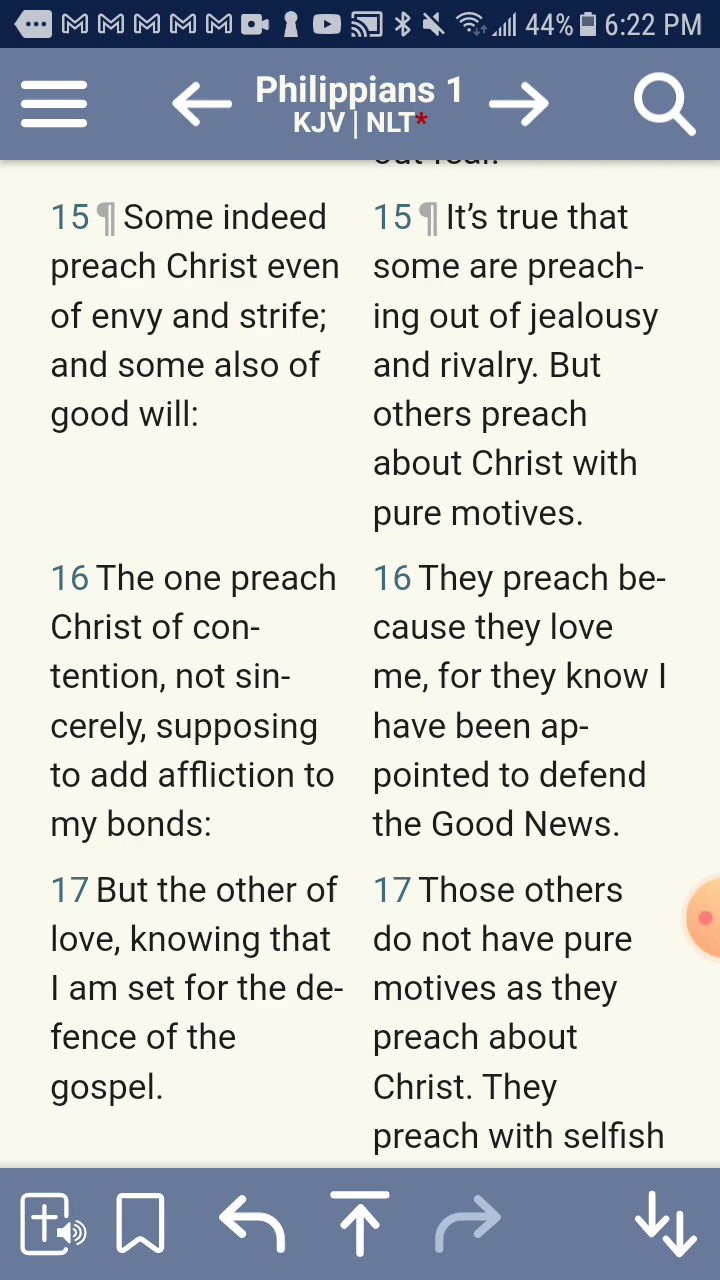 44% 6:22 PM
Philippians 1
KJV | NLT*
15 ¶ Some indeed
preach Christ even
of envy and strife;
and some also of
good will:
15 ¶ It’s true that
some are preach-
ing out of jealousy
and rivalry. But
others preach
about Christ with
pure motives.
16 The one preach
Christ of con-
tention, not sin-
cerely, supposing
to add affliction to
my bonds:
16 They preach be-
cause they love
me, for they know I
have been ap-
pointed to defend
the Good News.
17 But the other of
love, knowing that
I am set for the de-
fence of the
gospel.
17 Those others
do not have pure
motives as they
preach about
Christ. They
preach with selfish